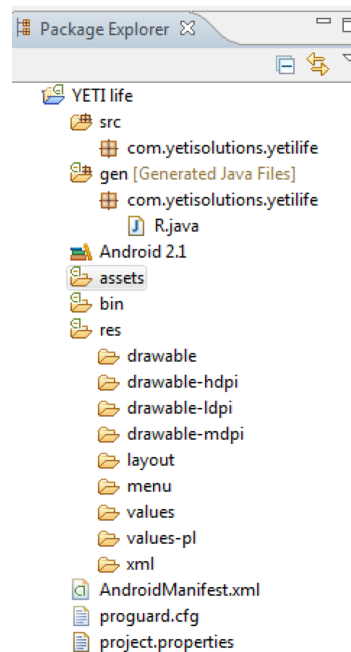 Package Explorer
YETI life
src
com.yetisolutions.yetilife
gen [Generated Java Files]
com.yetisolutions.yetilife
R.java
Android 2.1
assets
bin
res
drawable
drawable-hdpi
drawable-ldpi
drawable-mdpi
layout
menu
values
values-pl
xml
AndroidManifest.xml
proguard.cfg
project.properties